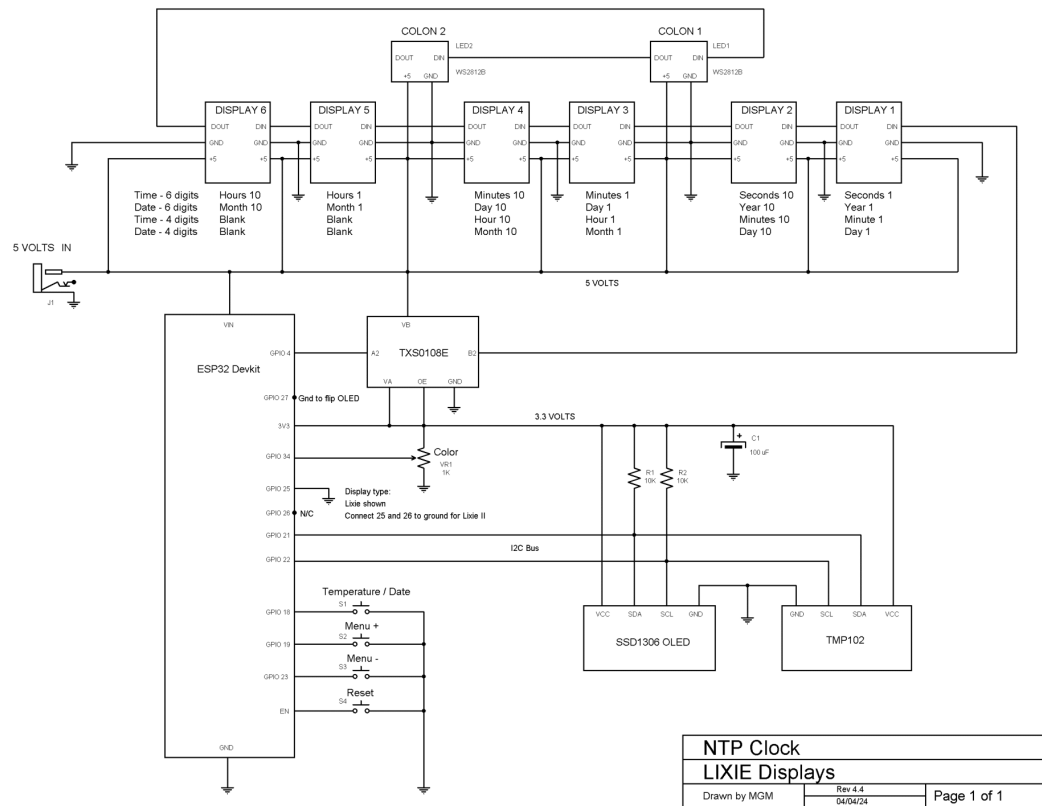 COLON 2
COLON 1
LED2
LED1
DOUT DIN
DOUT DIN
+5 GND
+5 GND
WS2812B
WS2812B
DISPLAY 6
DISPLAY 5
DISPLAY 4
DISPLAY 3
DISPLAY 2
DISPLAY 1
DOUT DIN
DOUT DIN
DOUT DIN
DOUT DIN
DOUT DIN
DOUT DIN
GND GND
GND GND
GND GND
GND GND
GND GND
GND GND
+5 +5
+5 +5
+5 +5
+5 +5
+5 +5
+5 +5
Time - 6 digits Hours 10 Hours 1 Minutes 10 Minutes 1 Seconds 10 Seconds 1
Date - 6 digits Month 10 Month 1 Day 10 Day 1 Year 10 Year 1
Time - 4 digits Blank Blank Hour 10 Hour 1 Minutes 10 Minute 1
Date - 4 digits Blank Blank Month 10 Month 1 Day 10 Day 1
5 VOLTS IN
J1
5 VOLTS
VIN
VB
GPIO 4
A2 TXS0108E B2
ESP32 Devkit
VA OE GND
GPIO 27 Gnd to flip OLED
3V3
3.3 VOLTS
C1
+
100 uF
GPIO 34
Color
VR1
1K
R1
10K
R2
10K
GPIO 25
Display type:
Lixie shown
Connect 25 and 26 to ground for Lixie II
GPIO 26 N/C
GPIO 21
I2C Bus
GPIO 22
Temperature / Date
S1
GPIO 18
Menu +
S2
GPIO 19
Menu -
S3
GPIO 23
Reset
S4
EN
GND
VCC SDA SCL GND
SSD1306 OLED
GND SCL SDA VCC
TMP102
NTP Clock
LIXIE Displays
Drawn by MGM
Rev 4.4
04/04/24
Page 1 of 1